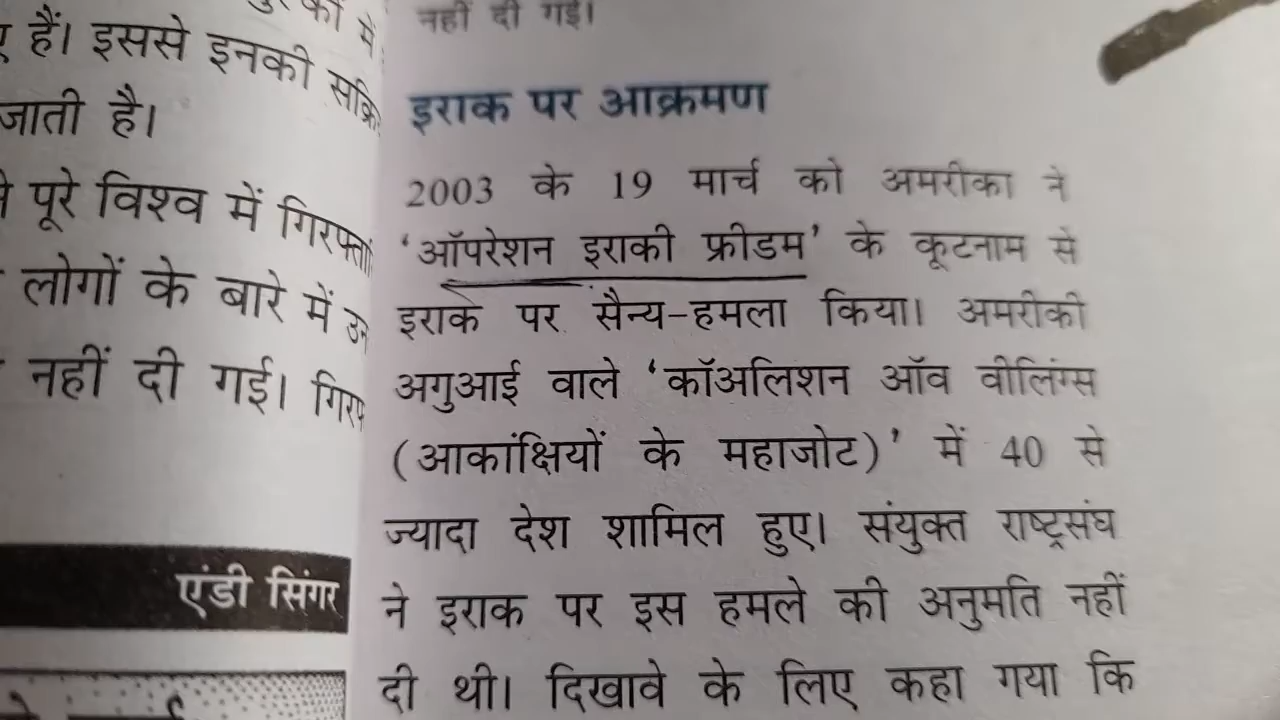 में
हैं। इससे इनकी
जाती है।
पूरे विश्व में
लोगों के बारे में
नहीं दी गई।
एंडी सिंगर
नहीं दी गई।
इराक पर आक्रमण
2003 के 19 मार्च को अमरीका ने
‘ऑपरेशन इराकी फ्रीडम’ के कूटनाम से
इराक पर सैन्य-हमला किया। अमरीकी
अगुआई वाले ‘कॉअलिशन ऑव वीलिंग्स
(आकांक्षियों के महाजोट)’ में 40 से
ज्यादा देश शामिल हुए। संयुक्त राष्ट्रसंघ
ने इराक पर इस हमले की अनुमति नहीं
दी थी। दिखावे के लिए कहा गया कि